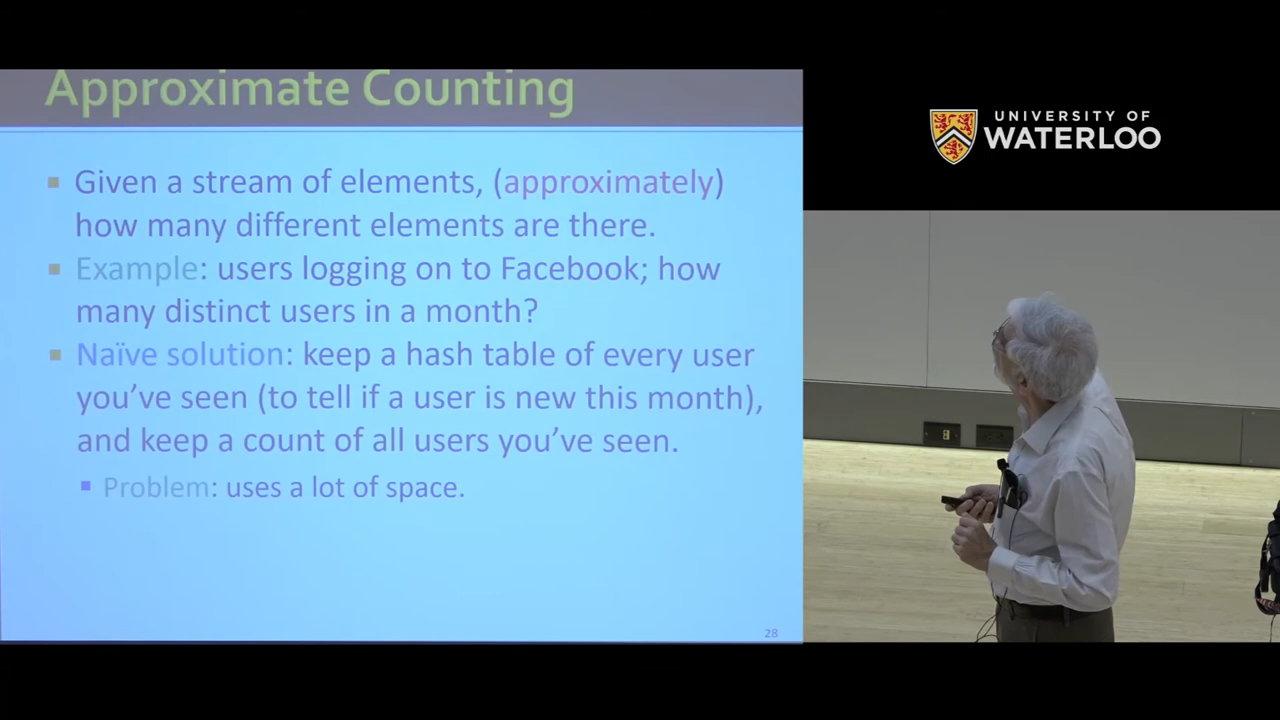 Approximate Counting
Given a stream of elements, (approximately)
how many different elements are there.
Example: users logging on to Facebook; how
many distinct users in a month?
Naïve solution: keep a hash table of every user
you've seen (to tell if a user is new this month),
and keep a count of all users you've seen.
Problem: uses a lot of space.
28
UNIVERSITY OF
WATERLOO